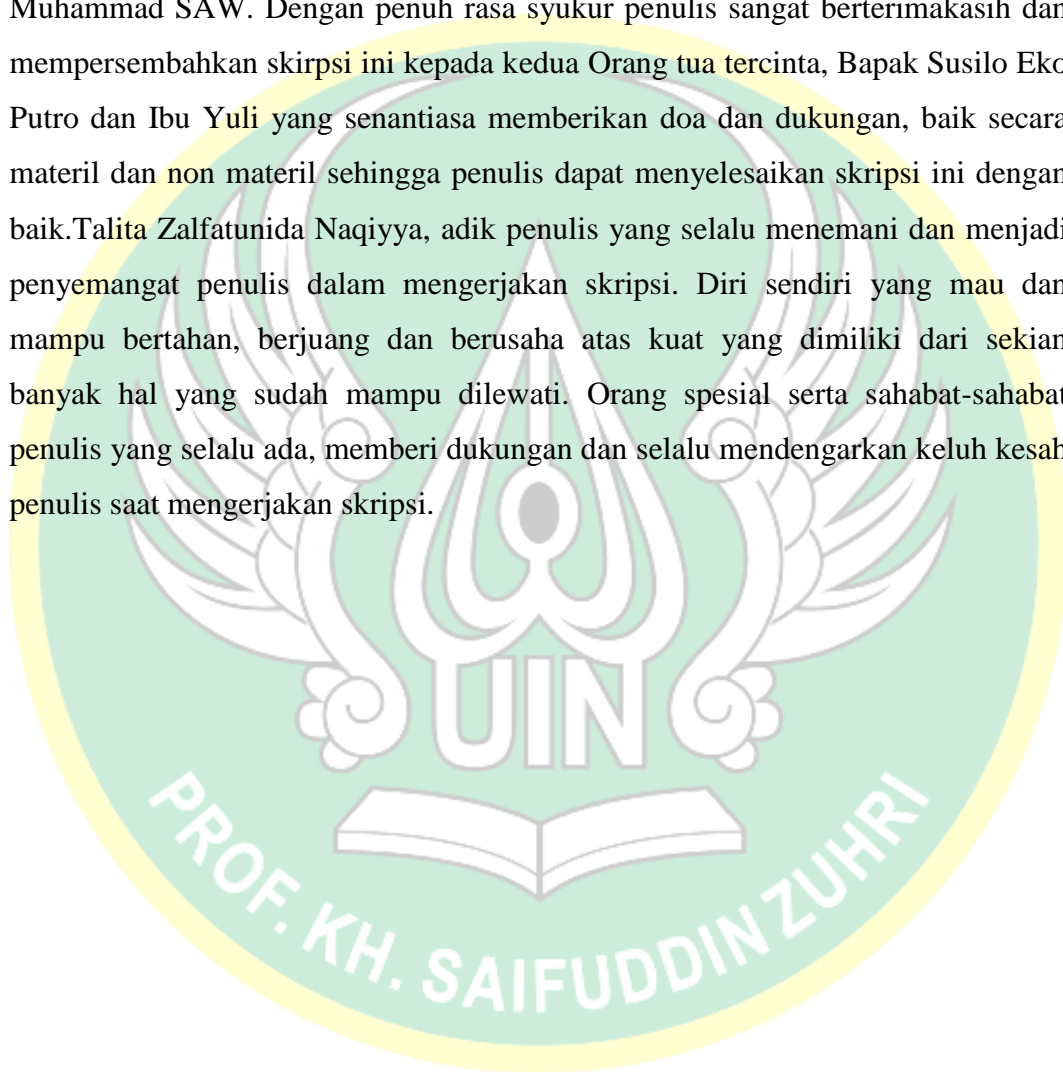 Muhammad SAW. Dengan penuh rasa syukur penulis sangat berterimakasih dan
mempersembahkan skirpsi ini kepada kedua Orang tua tercinta, Bapak Susilo Eko
Putro dan Ibu Yuli yang senantiasa memberikan doa dan dukungan, baik secara
materil dan non materil sehingga penulis dapat menyelesaikan skripsi ini dengan
baik.Talita Zalfatunida Naqiyya, adik penulis yang selalu menemani dan menjadi
penyemangat penulis dalam mengerjakan skripsi. Diri sendiri yang mau dan
mampu bertahan, berjuang dan berusaha atas kuat yang dimiliki dari sekian
banyak hal yang sudah mampu dilewati. Orang spesial serta sahabat-sahabat
penulis yang selalu ada, memberi dukungan dan selalu mendengarkan keluh kesah
penulis saat mengerjakan skripsi.
UIN
PROF. KH. SAIFUDDIN ZUHRI